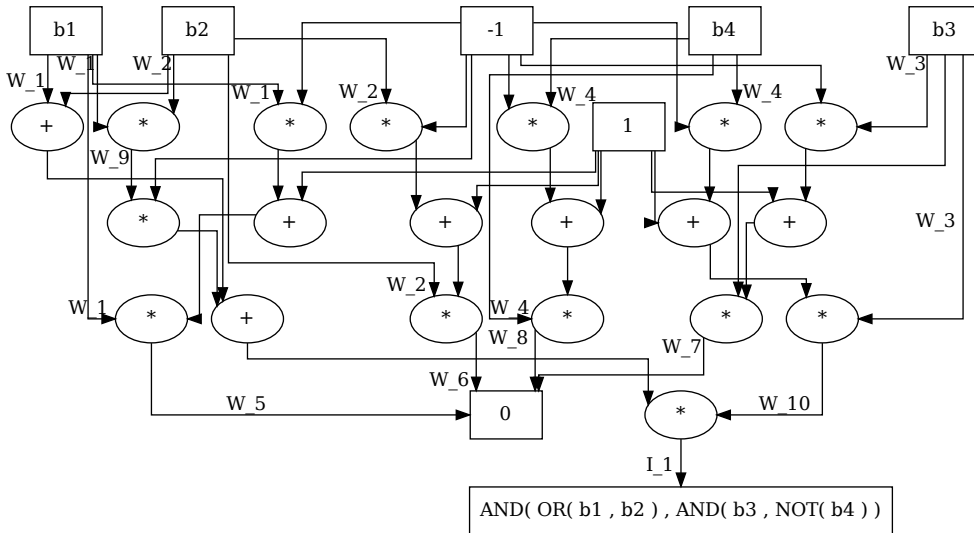 b1 b2 -1 b4 b3
W_1 W_1 W_2 W_1 W_2 W_4 W_4 W_3
+ * * * * 1 * *
W_9
* + + + + +
W_3
W_1 * + W_2 * W_4 * * *
W_8 W_7
W_6
W_5 0 * W_10
I_1
AND( OR( b1 , b2 ) , AND( b3 , NOT( b4 ) ) )